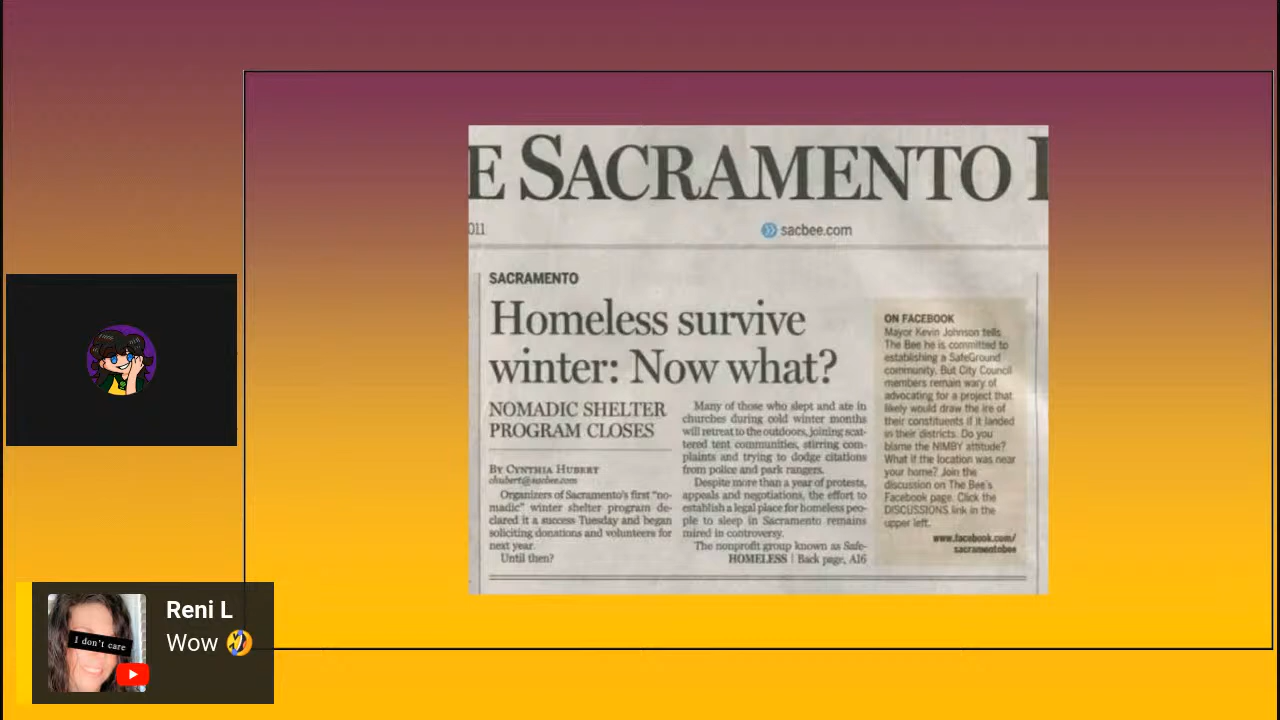 E SACRAMENTO
011
sacbee.com
SACRAMENTO
Homeless survive
winter: Now what?
NOMADIC SHELTER
PROGRAM CLOSES
BY CYNTHIA HUBERT
chubert@sacbee.com
Organizers of Sacramento's first "no-
madic" winter shelter program de-
clared it a success Tuesday and began
soliciting donations and volunteers for
next year.
Until then?
Many of those who slept and ate in
churches during cold winter months
will retreat to the outdoors, joining scat-
tered tent communities, stirring com-
plaints and trying to dodge citations
from police and park rangers.
Despite more than a year of protests,
appeals and negotiations, the effort to
establish a legal place for homeless peo-
ple to sleep in Sacramento remains
mired in controversy.
The nonprofit group known as Safe-
HOMELESS | Back page, A16
ON FACEBOOK
Mayor Kevin Johnson tells
The Bee he is committed to
establishing a SafeGround
community. But City Council
members remain wary of
advocating for a project that
likely would draw the ire of
their constituents if it landed
in their districts. Do you
blame the NIMBY attitude?
What if the location was near
your home? Join the
discussion on The Bee's
Facebook page. Click the
DISCUSSIONS link in the
upper left.
www.facebook.com/
sacramentobee
I don't care
Reni L
Wow 🤣